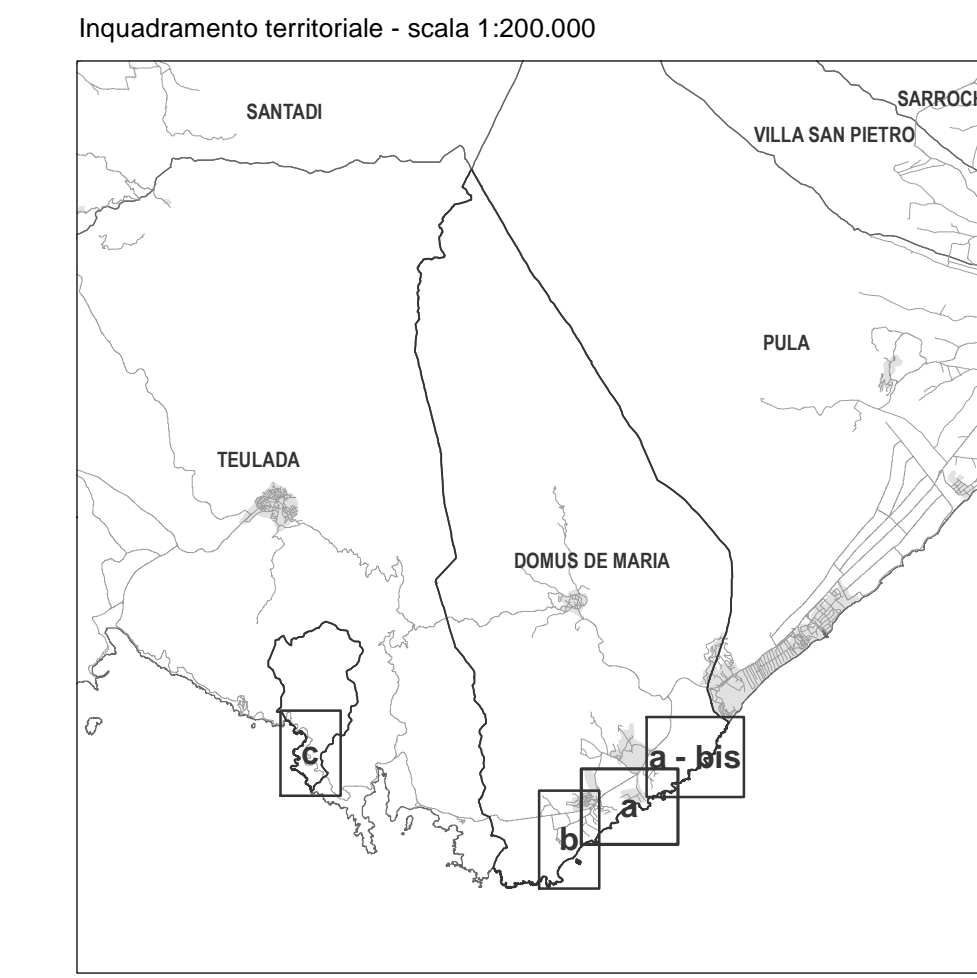 Inquadramento territoriale - scala 1:200.000
SARROCH
SANTADI
VILLA SAN PIETRO
PULA
TEULADA
DOMUS DE MARIA
a - bis
c
a
b